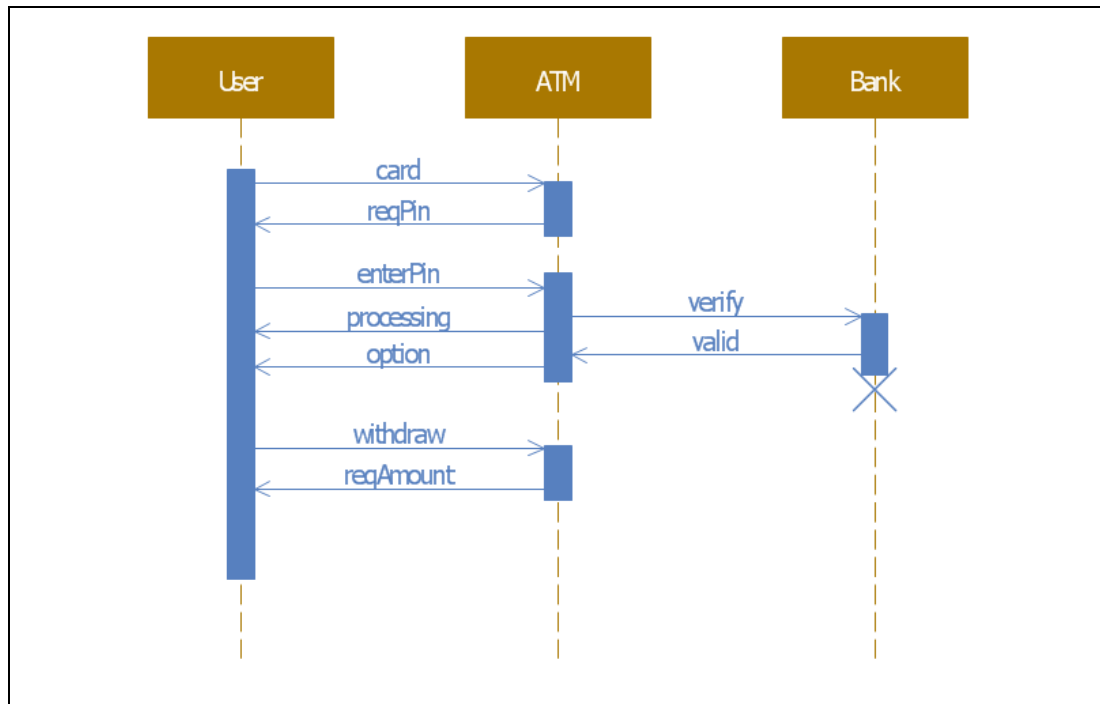 User
ATM
Bank
card
reqPin
enterPin
verify
processing
valid
option
withdraw
reqAmount